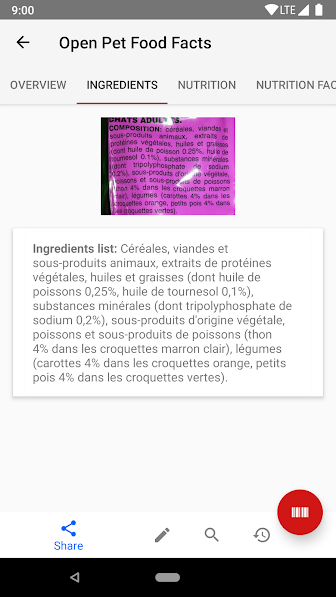 9:00
LTE
Open Pet Food Facts
OVERVIEW INGREDIENTS NUTRITION NUTRITION FAC
CHATS ADULTES.
COMPOSITION: céréales, viandes et
sous-produits animaux, extraits de
protéines végétales, huiles et graisses
(dont huile de poisson 0.25%, huile de
tournesol 0.1%), substances minérales
(dont tripolyphosphate de sodium
0,2%), sous-produits d'origine végétale,
poissons et sous-produits de poissons
(thon 4% dans les croquettes marron
clair), légumes (carottes 4% dans les
croquettes orange, petits pois 4% dans
les croquettes vertes).
Ingredients list: Céréales, viandes et
sous-produits animaux, extraits de protéines
végétales, huiles et graisses (dont huile de
poissons 0,25%, huile de tournesol 0,1%),
substances minérales (dont tripolyphosphate de
sodium 0,2%), sous-produits d'origine végétale,
poissons et sous-produits de poissons (thon
4% dans les croquettes marron clair), légumes
(carottes 4% dans les croquettes orange, petits
pois 4% dans les croquettes vertes).
Share